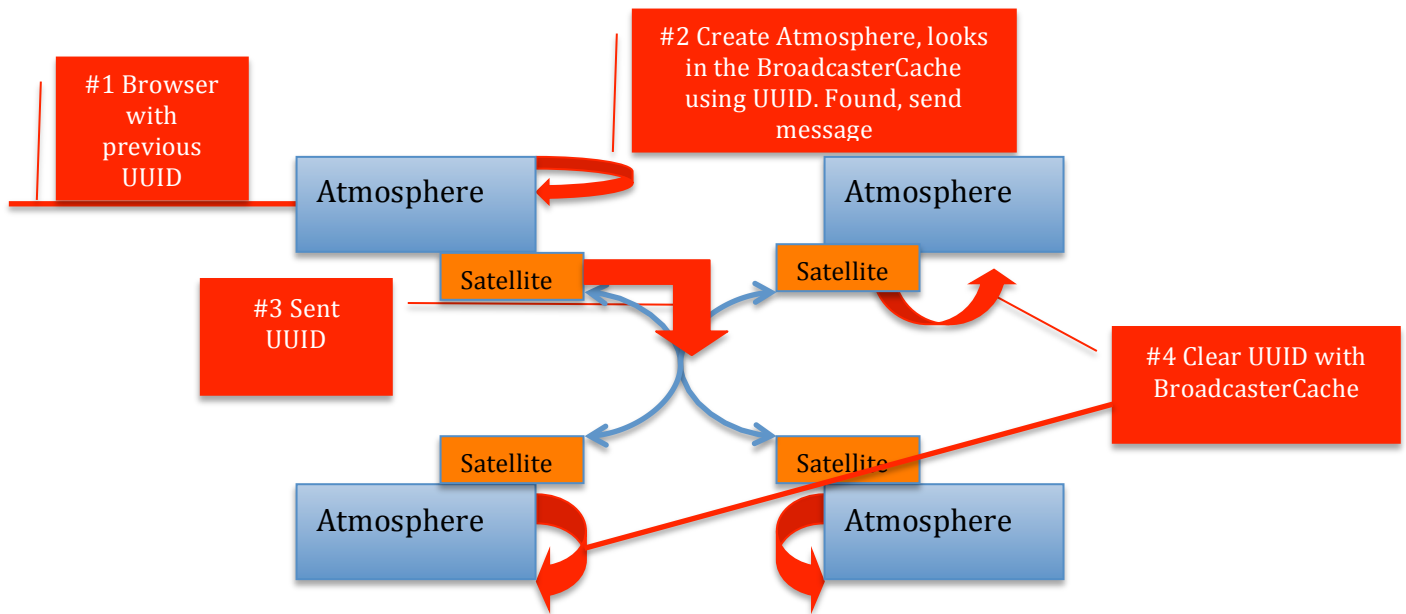 #1 Browser
with
previous
UUID
#2 Create Atmosphere, looks
in the BroadcasterCache
using UUID. Found, send
message
Atmosphere
Atmosphere
Satellite
Satellite
#3 Sent
UUID
#4 Clear UUID with
BroadcasterCache
Satellite
Satellite
Atmosphere
Atmosphere